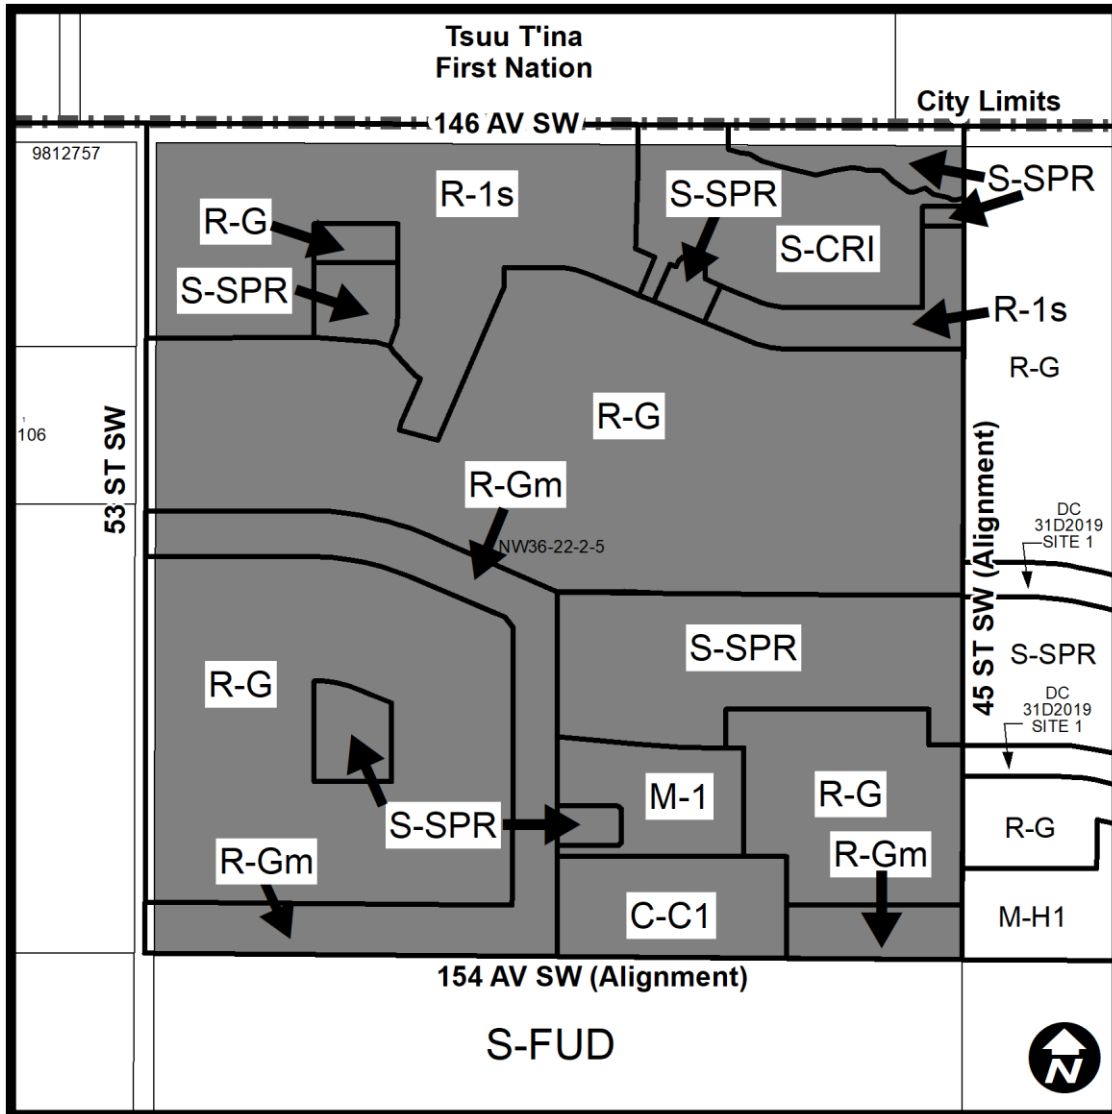 Tsuu T'ina
First Nation
City Limits
146 AV SW
9812757
R-1s
S-SPR
S-SPR
R-G
S-CRI
S-SPR
R-1s
R-G
R-G
53 ST SW
106
45 ST SW (Alignment)
R-Gm
NW36-22-2-5
DC
31D2019
SITE 1
S-SPR
S-SPR
R-G
DC
31D2019
SITE 1
M-1
R-G
S-SPR
R-G
R-Gm
R-Gm
C-C1
M-H1
154 AV SW (Alignment)
S-FUD
N